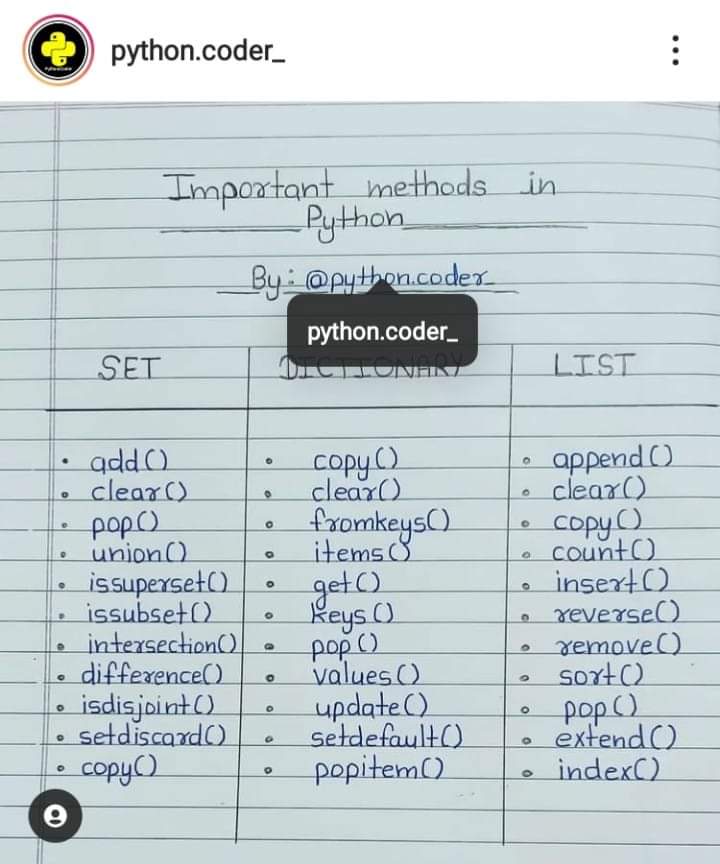 python.coder_
Important methods in
Python
By: @python.coder
python.coder_
SET DICTIONARY LIST
• add() • copy() • append()
• clear() • clear() • clear()
• pop() • fromkeys() • copy()
• union() • items() • count()
• issuperset() • get() • insert()
• issubset() • keys() • reverse()
• intersection() • pop() • remove()
• difference() • values() • sort()
• isdisjoint() • update() • pop()
• setdiscard() • setdefault() • extend()
• copy() • popitem() • index()